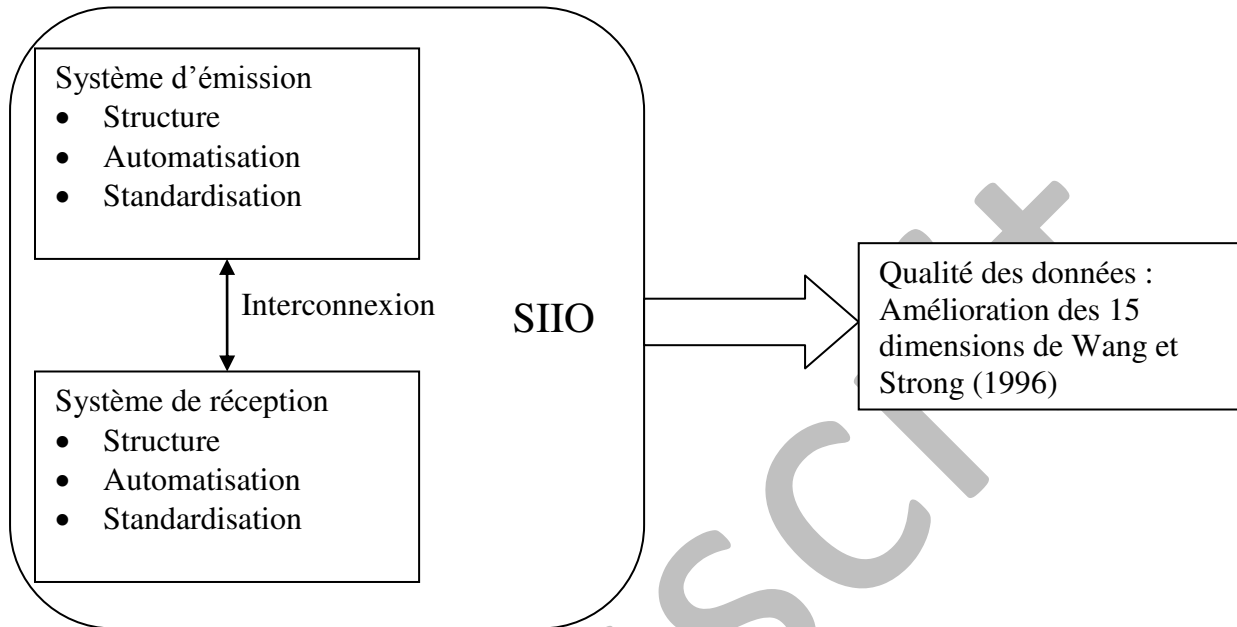 Système d’émission
• Structure
• Automatisation
• Standardisation
Interconnexion
SIIO
Système de réception
• Structure
• Automatisation
• Standardisation
Qualité des données :
Amélioration des 15
dimensions de Wang et
Strong (1996)